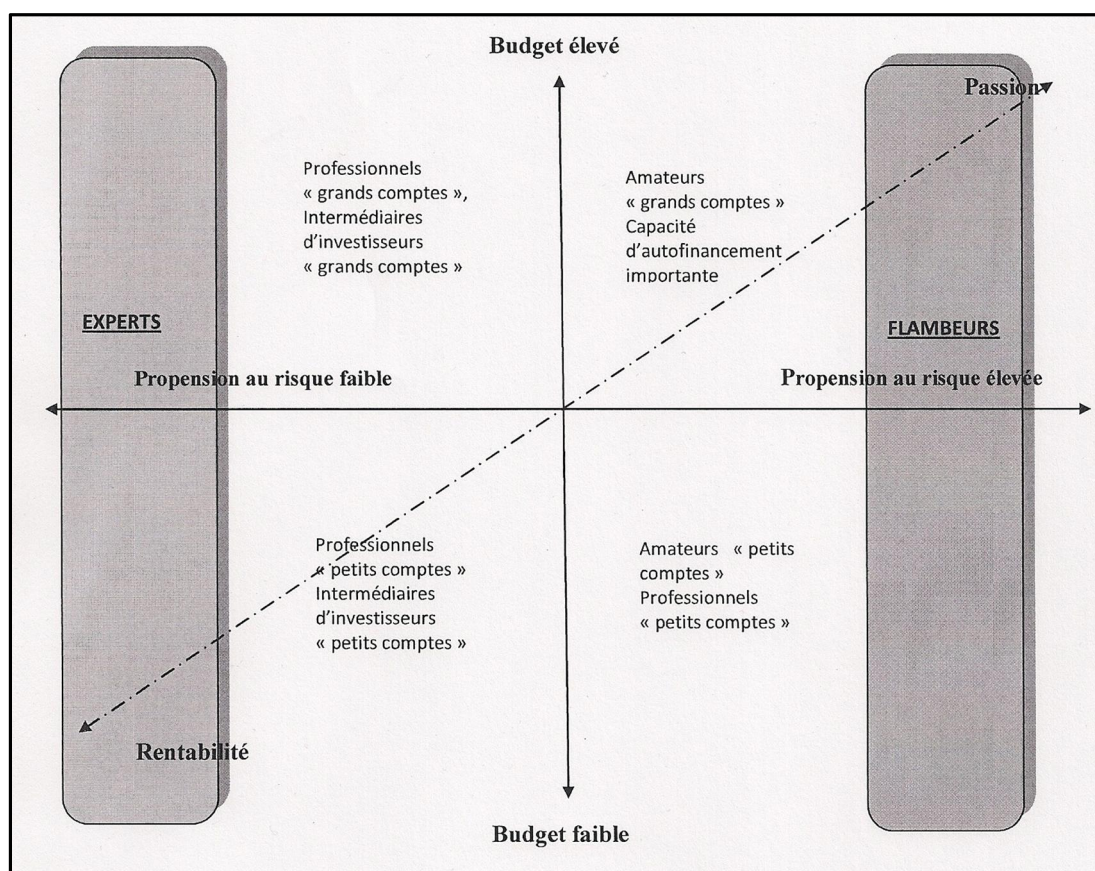 Budget élevé
Passion
Professionnels
« grands comptes »,
Intermédiaires
d’investisseurs
« grands comptes »
Amateurs
« grands comptes »
Capacité
d’autofinancement
importante
EXPERTS
FLAMBEURS
Propension au risque faible
Propension au risque élevée
Professionnels
« petits comptes »
Intermédiaires
d’investisseurs
« petits comptes »
Amateurs « petits
comptes »
Professionnels
« petits comptes »
Rentabilité
Budget faible